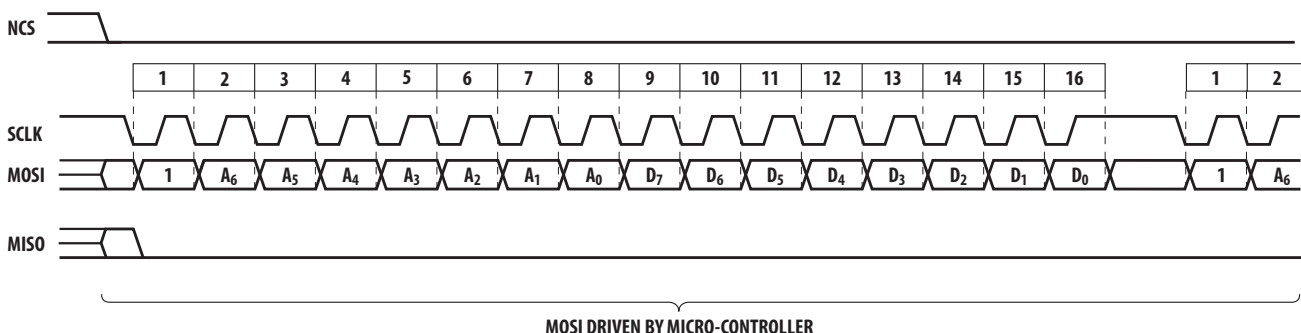 NCS
1 2 3 4 5 6 7 8 9 10 11 12 13 14 15 16 1 2
SCLK
MOSI 1 A6 A5 A4 A3 A2 A1 A0 D7 D6 D5 D4 D3 D2 D1 D0 1 A6
MISO
MOSI DRIVEN BY MICRO-CONTROLLER